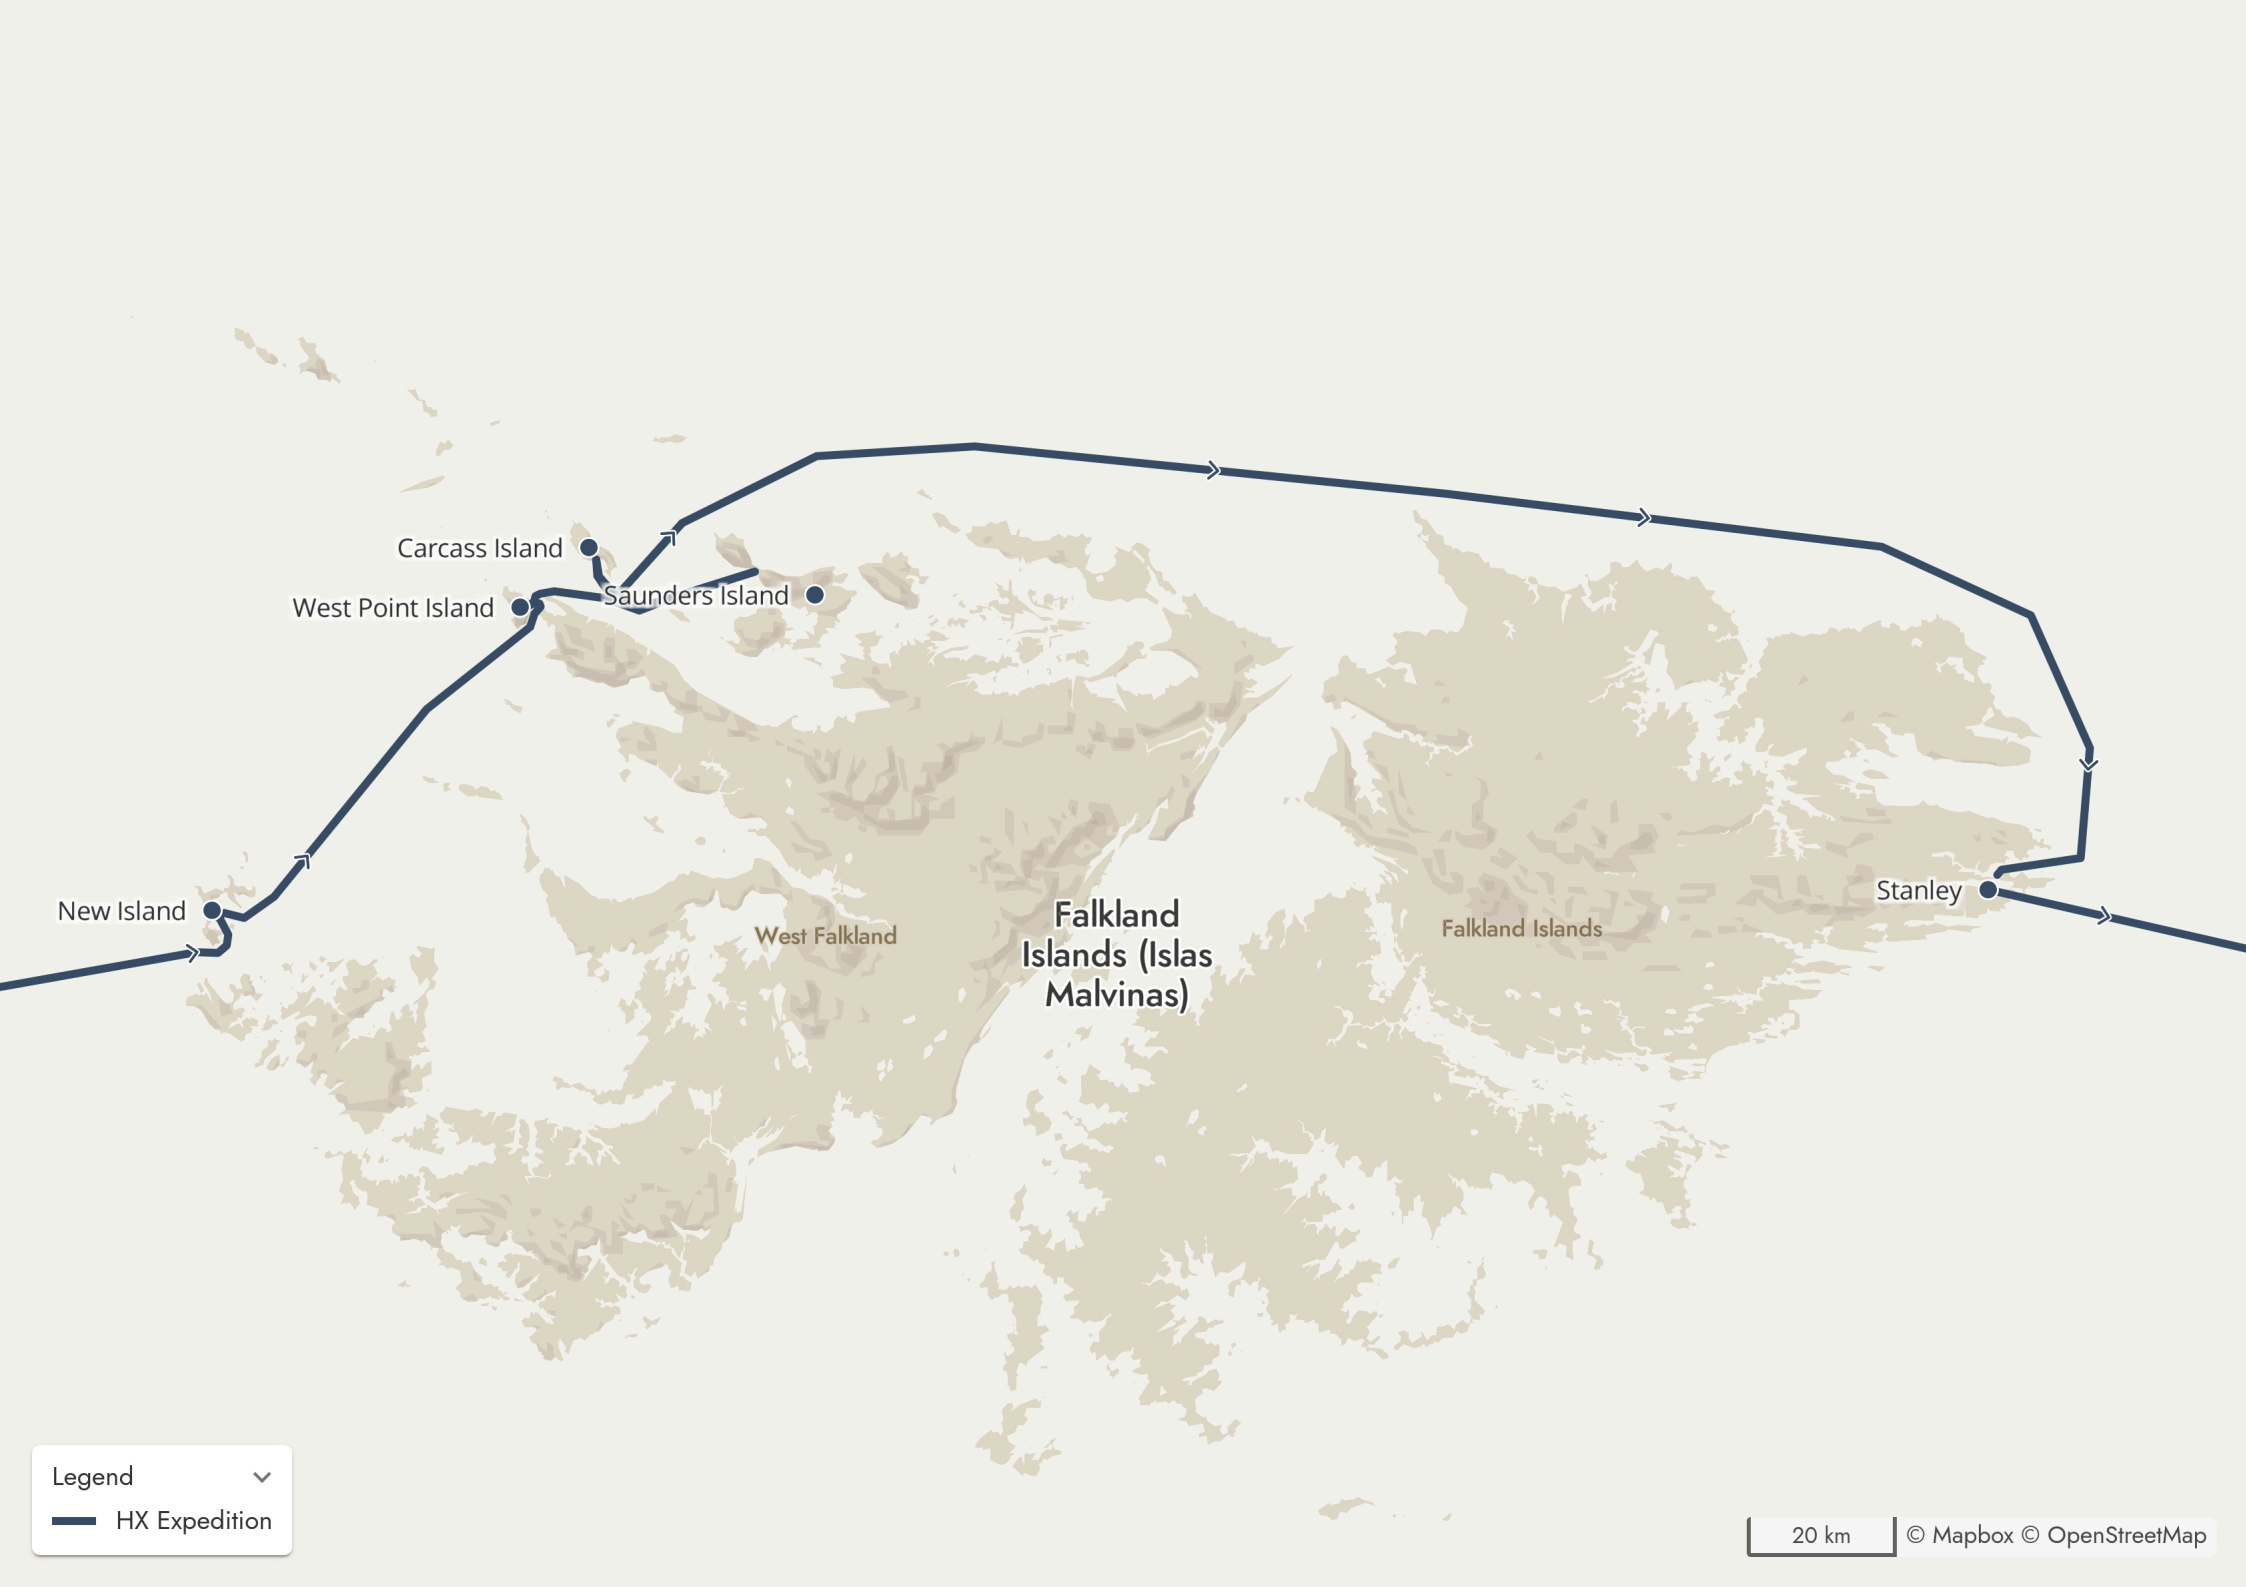 Carcass Island
Saunders Island
West Point Island
New Island
Stanley
Falkland
Islands (Islas
Malvinas)
West Falkland
Falkland Islands
Legend
HX Expedition
20 km
© Mapbox © OpenStreetMap